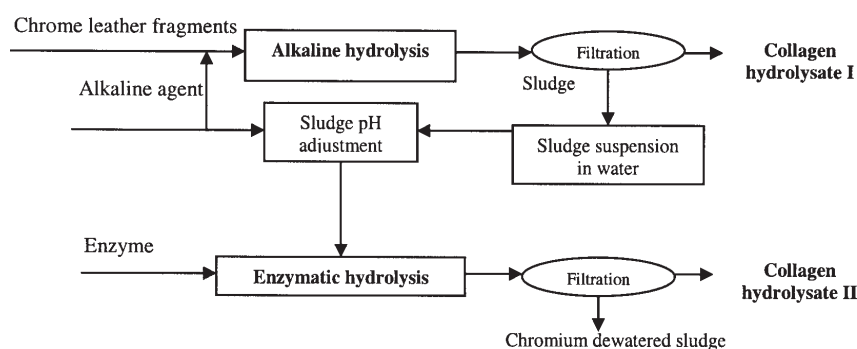 Chrome leather fragments
Alkaline hydrolysis
Filtration
Collagen
hydrolysate I
Alkaline agent
Sludge
Sludge pH
adjustment
Sludge suspension
in water
Enzyme
Enzymatic hydrolysis
Filtration
Collagen
hydrolysate II
Chromium dewatered sludge